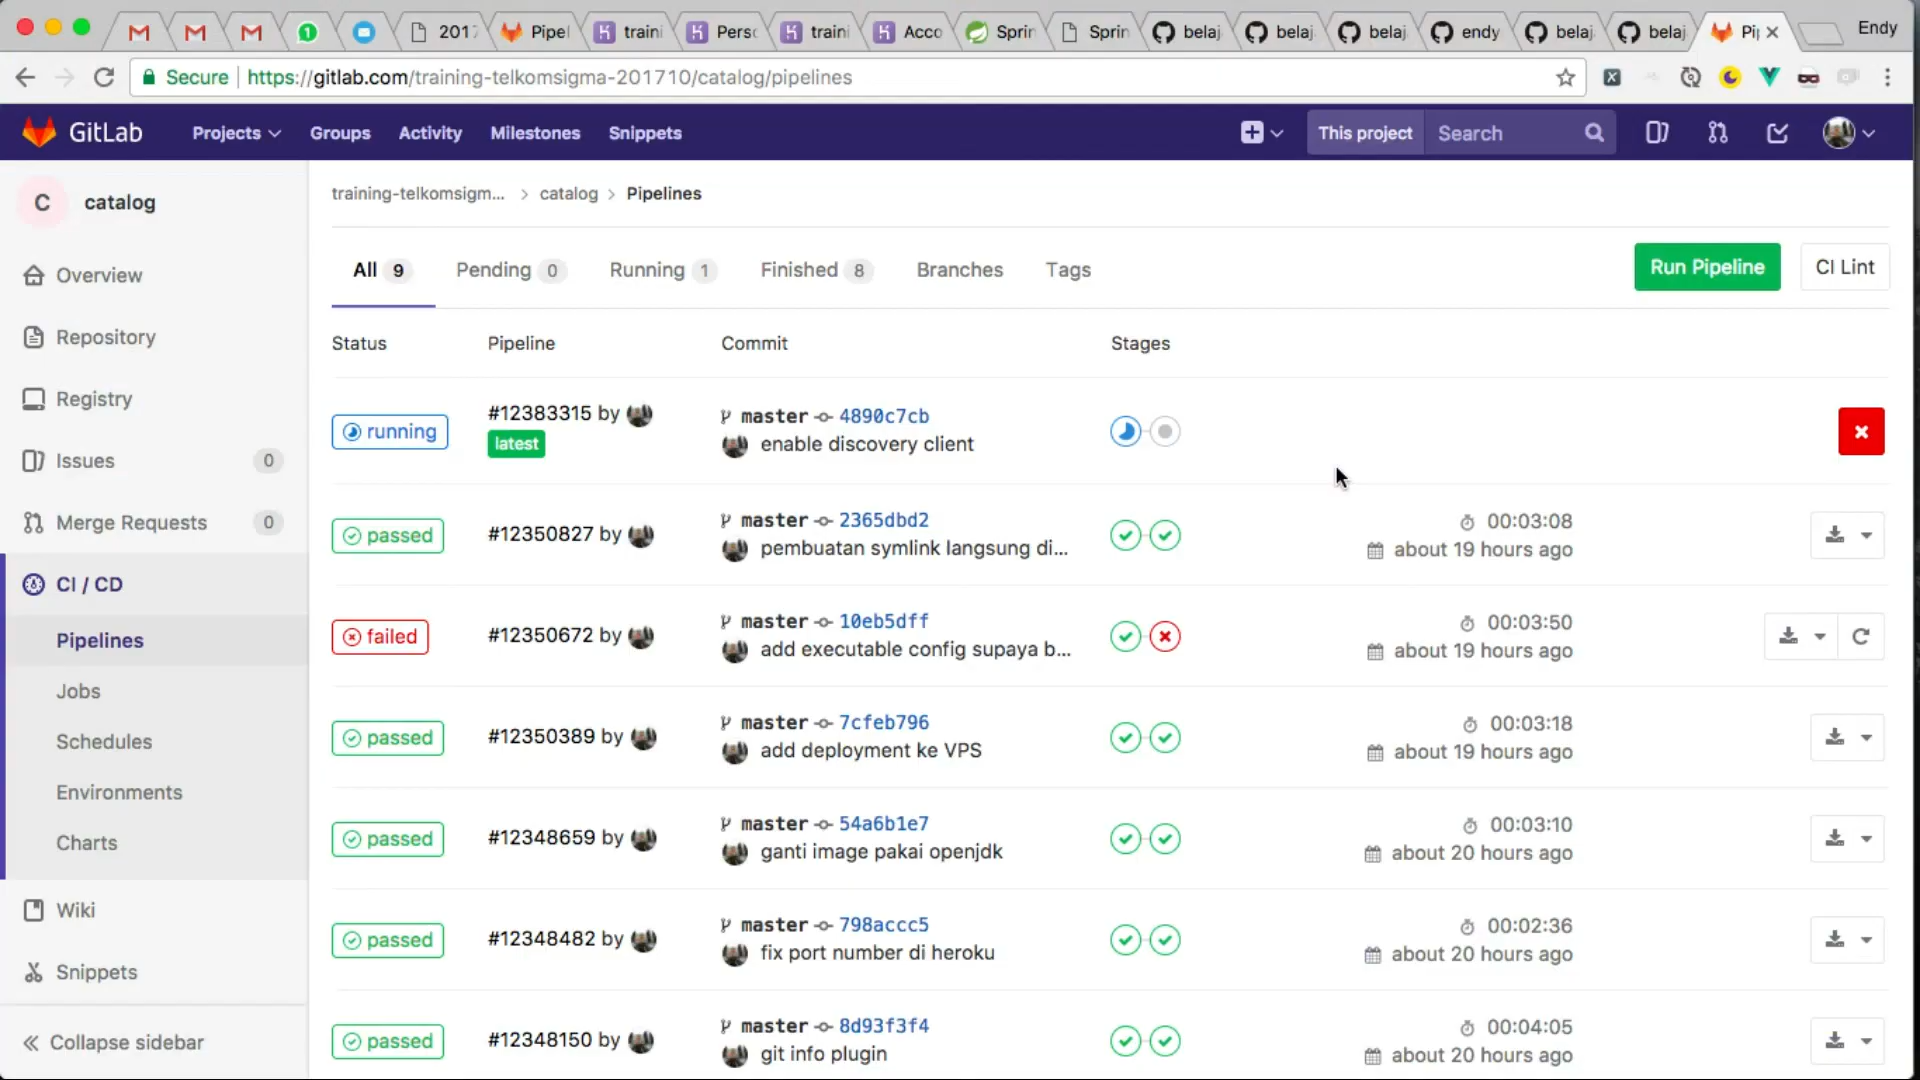 2017
Pipel
traini
Perso
traini
Acco
Sprin
Sprin
belaj
belaj
belaj
endy
belaj
belaj
Pi
Endy
Secure
https://gitlab.com/training-telkomsigma-201710/catalog/pipelines
GitLab
Projects
Groups
Activity
Milestones
Snippets
This project
Search
C
catalog
Overview
Repository
Registry
Issues 0
Merge Requests 0
CI / CD
Pipelines
Jobs
Schedules
Environments
Charts
Wiki
Snippets
« Collapse sidebar
training-telkomsigm... > catalog > Pipelines
All 9
Pending 0
Running 1
Finished 8
Branches
Tags
Run Pipeline
CI Lint
Status Pipeline Commit Stages
running
#12383315 by
latest
master 4890c7cb
enable discovery client
passed
#12350827 by
master 2365dbd2
pembuatan symlink langsung di...
00:03:08
about 19 hours ago
failed
#12350672 by
master 10eb5dff
add executable config supaya b...
00:03:50
about 19 hours ago
passed
#12350389 by
master 7cfeb796
add deployment ke VPS
00:03:18
about 19 hours ago
passed
#12348659 by
master 54a6b1e7
ganti image pakai openjdk
00:03:10
about 20 hours ago
passed
#12348482 by
master 798accc5
fix port number di heroku
00:02:36
about 20 hours ago
passed
#12348150 by
master 8d93f3f4
git info plugin
00:04:05
about 20 hours ago